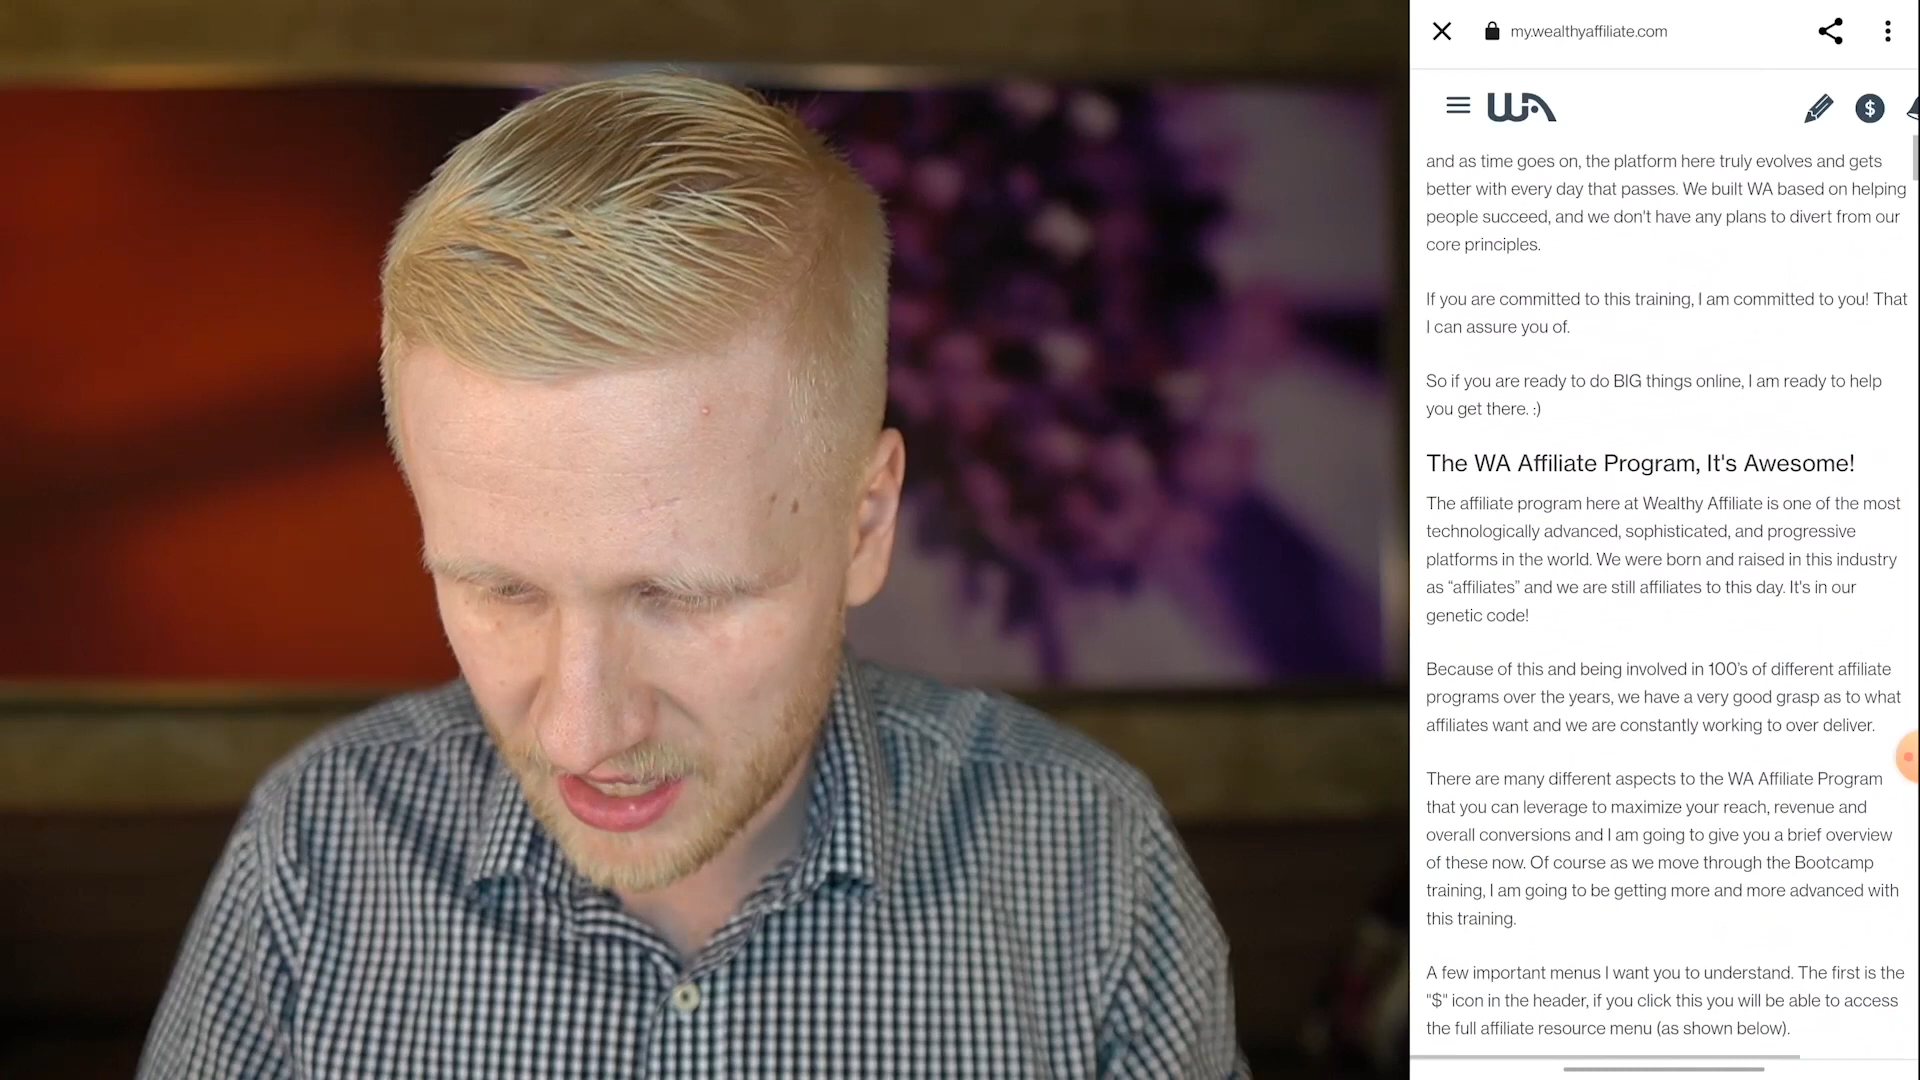 my.wealthyaffiliate.com
WA
and as time goes on, the platform here truly evolves and gets
better with every day that passes. We built WA based on helping
people succeed, and we don't have any plans to divert from our
core principles.
If you are committed to this training, I am committed to you! That
I can assure you of.
So if you are ready to do BIG things online, I am ready to help
you get there. :)
The WA Affiliate Program, It's Awesome!
The affiliate program here at Wealthy Affiliate is one of the most
technologically advanced, sophisticated, and progressive
platforms in the world. We were born and raised in this industry
as “affiliates” and we are still affiliates to this day. It's in our
genetic code!
Because of this and being involved in 100's of different affiliate
programs over the years, we have a very good grasp as to what
affiliates want and we are constantly working to over deliver.
There are many different aspects to the WA Affiliate Program
that you can leverage to maximize your reach, revenue and
overall conversions and I am going to give you a brief overview
of these now. Of course as we move through the Bootcamp
training, I am going to be getting more and more advanced with
this training.
A few important menus I want you to understand. The first is the
"$" icon in the header, if you click this you will be able to access
the full affiliate resource menu (as shown below).